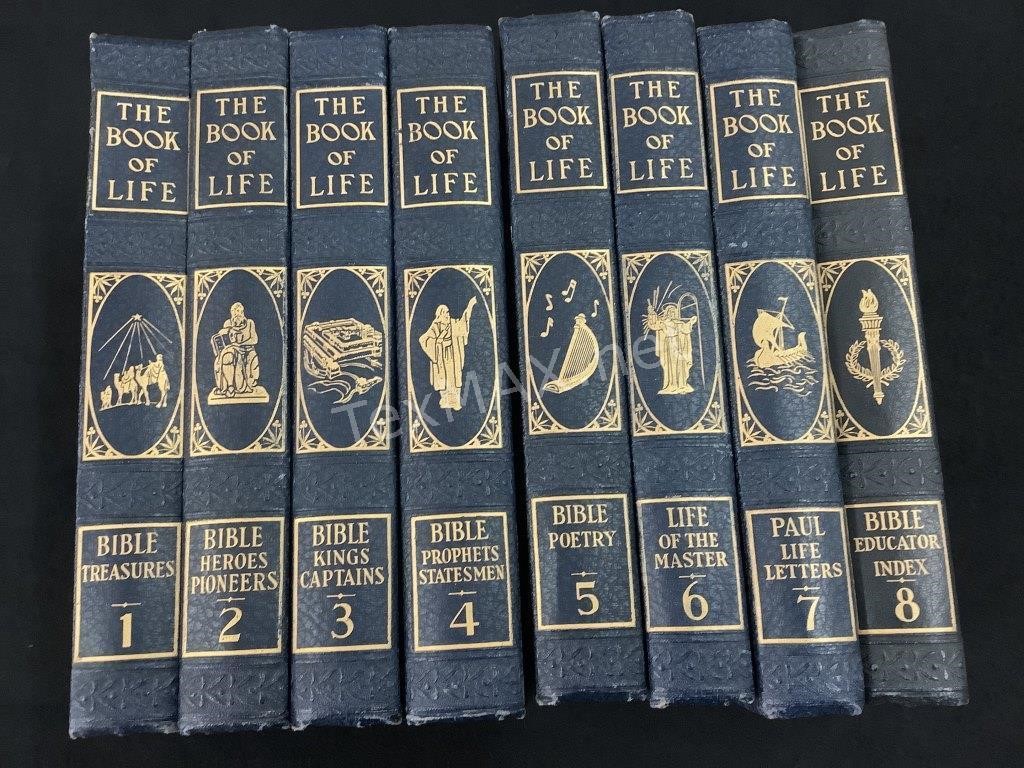 THE
BOOK
OF
LIFE
BIBLE
TREASURES
1
THE
BOOK
OF
LIFE
BIBLE
HEROES
PIONEERS
2
THE
BOOK
OF
LIFE
BIBLE
KINGS
CAPTAINS
3
THE
BOOK
OF
LIFE
BIBLE
PROPHETS
STATESMEN
4
THE
BOOK
OF
LIFE
BIBLE
POETRY
5
THE
BOOK
OF
LIFE
LIFE
OF THE
MASTER
6
THE
BOOK
OF
LIFE
PAUL
LIFE
LETTERS
7
THE
BOOK
OF
LIFE
BIBLE
EDUCATOR
INDEX
8
TexMAX.net